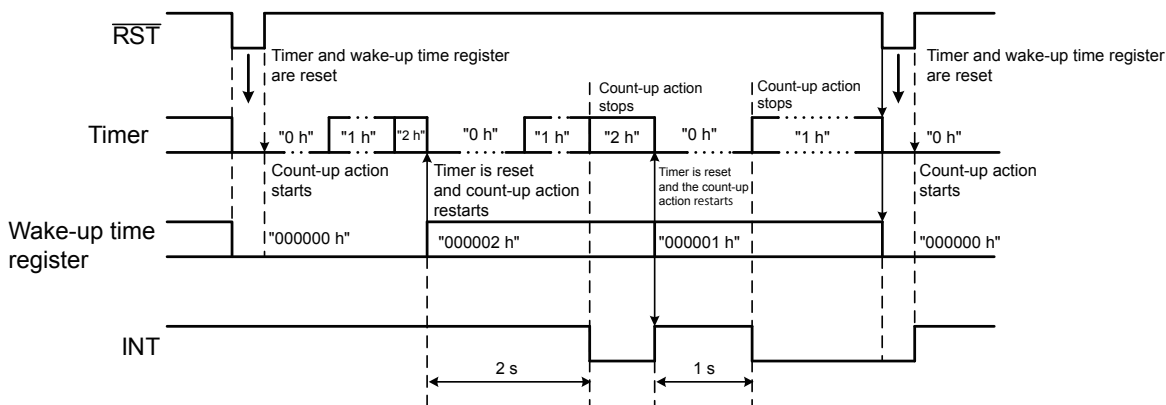 RST
Timer and wake-up time register
are reset
Timer and wake-up time register
are reset
Count-up action
stops
Count-up action
stops
Timer
"0 h"
"1 h"
"2 h"
"0 h"
"1 h"
"2 h"
"0 h"
"1 h"
"0 h"
Count-up action
starts
Timer is reset
and count-up action
restarts
Timer is reset
and the count-up
action restarts
Count-up action
starts
Wake-up time
register
"000000 h"
"000002 h"
"000001 h"
"000000 h"
INT
2 s
1 s